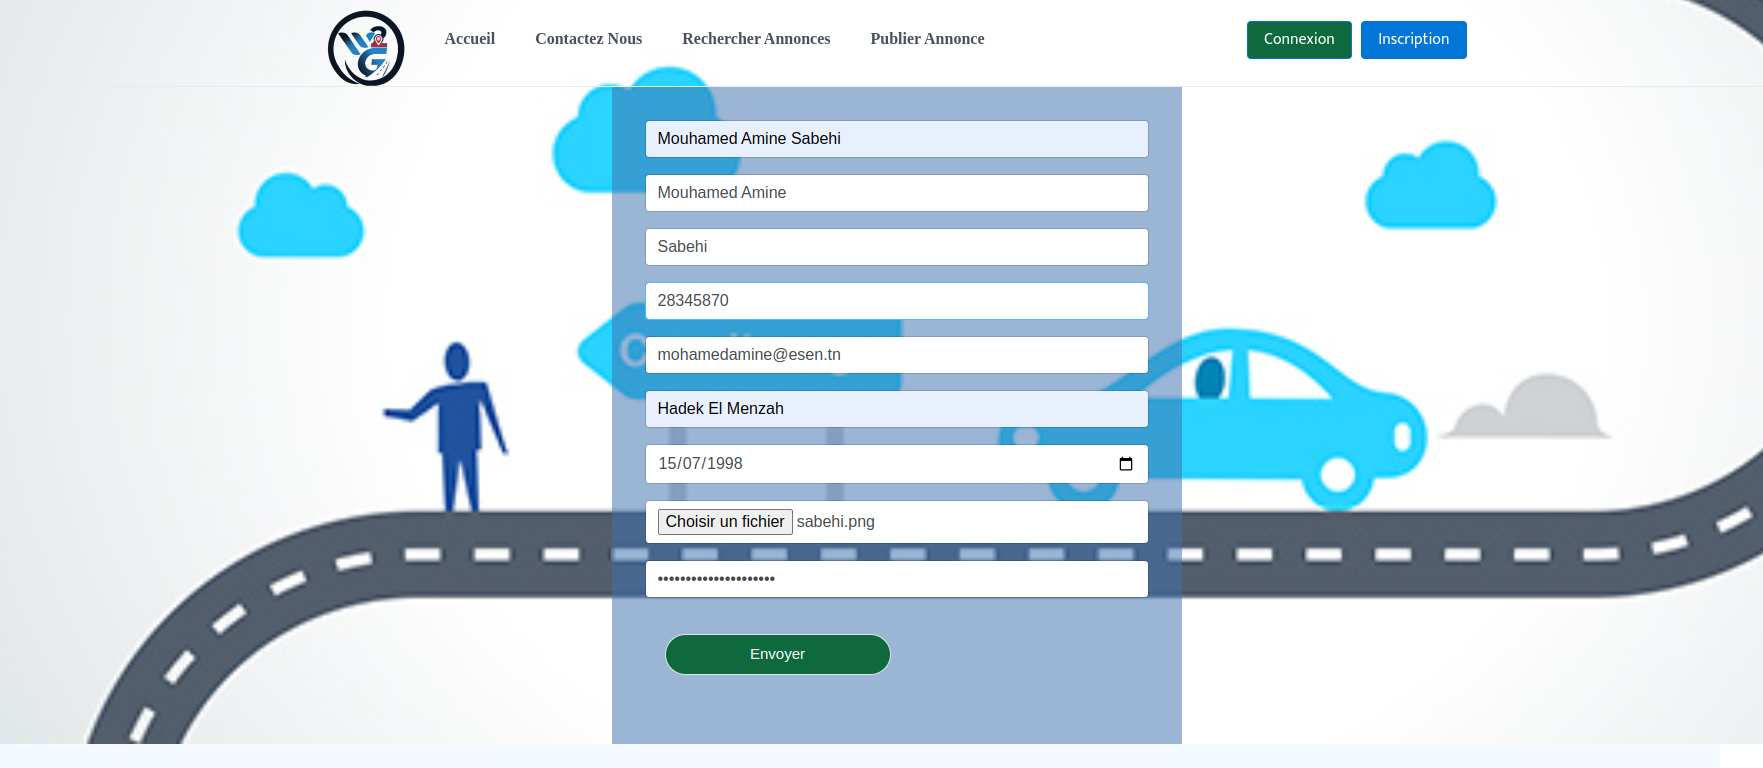 Accueil Contactez Nous Rechercher Annonces Publier Annonce Connexion Inscription
Mouhamed Amine Sabehi
Mouhamed Amine
Sabehi
28345870
mohamedamine@esen.tn
Hadek El Menzah
15/07/1998
Choisir un fichier sabehi.png
•••••••••••••••••••••
Envoyer